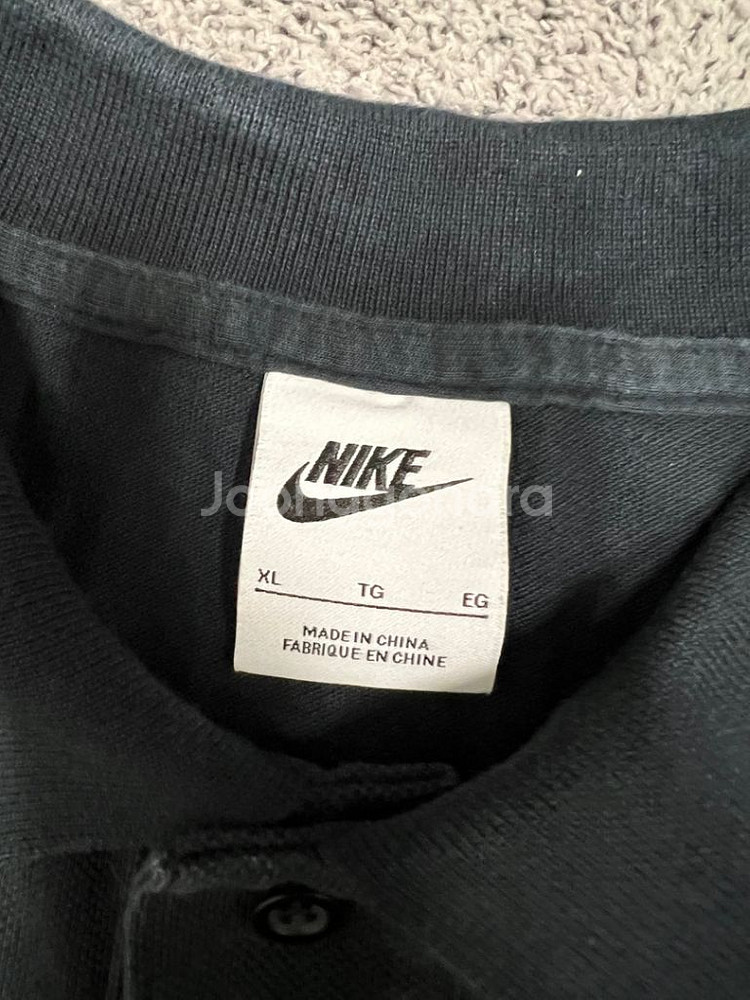 NIKE
XL TG EG
MADE IN CHINA
FABRIQUE EN CHINE